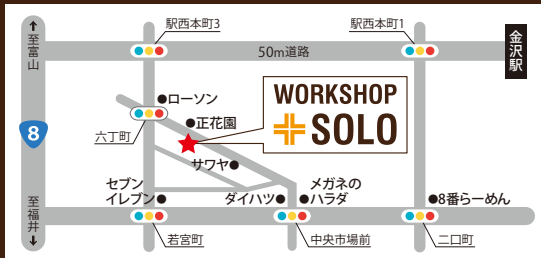 駅西本町3
駅西本町1
↑至富山
50m道路
金沢駅
●ローソン
六丁町
●正花園
WORKSHOP
SOLO
8
サワヤ●
セブン
イレブン●
ダイハツ●
メガネの
●ハラダ
●8番らーめん
至福井↓
若宮町
中央市場前
二口町